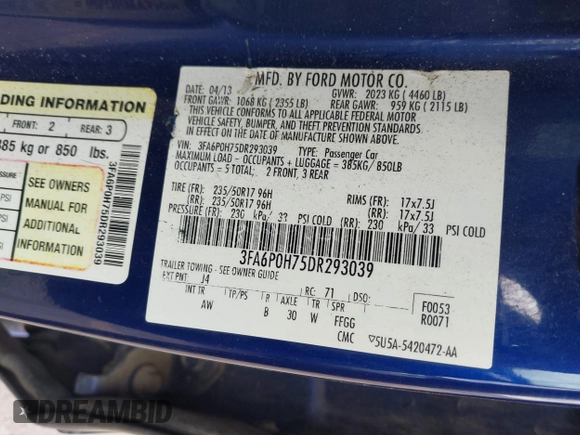 DING INFORMATION
FRONT: 2 REAR: 3
385 kg or 850 lbs.
SEE OWNERS
MANUAL FOR
ADDITIONAL
INFORMATION
PSI
PSI
PSI
3FA6P0H75DR293039
MFD. BY FORD MOTOR CO.
DATE: 04/13 GVWR: 2023 KG ( 4460 LB)
FRONT GAWR: 1068 KG ( 2355 LB) REAR GAWR: 959 KG ( 2115 LB)
THIS VEHICLE CONFORMS TO ALL APPLICABLE FEDERAL MOTOR
VEHICLE SAFETY, BUMPER, AND THEFT PREVENTION STANDARDS
IN EFFECT ON THE DATE OF MANUFACTURE SHOWN ABOVE.
VIN: 3FA6P0H75DR293039 TYPE: Passenger Car
MAXIMUM LOAD - OCCUPANTS + LUGGAGE = 385KG/ 850LB
OCCUPANTS = 5 TOTAL: 2 FRONT, 3 REAR
TIRE (FR): 235/50R17 96H RIMS (FR): 17x7.5J
(RR): 235/50R17 96H (RR): 17x7.5J
PRESSURE (FR): 230 kPa/ 33 PSI COLD (RR): 230 kPa/ 33 PSI COLD
3FA6P0H75DR293039
TRAILER TOWING - SEE OWNER GUIDE
EXT PNT: J4 RC: 71 DSO: F0053
INT TR TP/PS R AXLE TR SPR R0071
AW B 30 W FFGG
CMC 5U5A-5420472-AA
DREAMBID